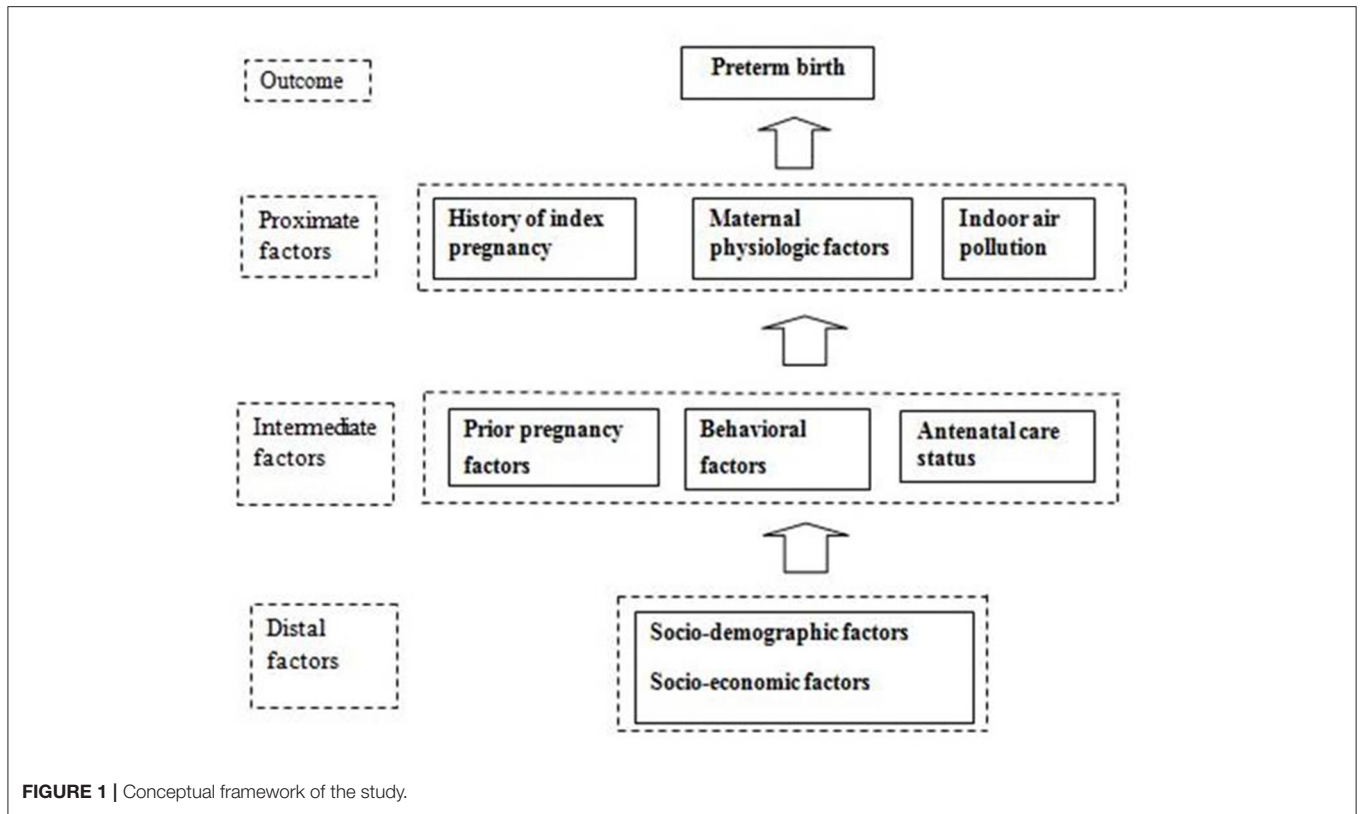 Outcome
Preterm birth
Proximate
factors
History of index
pregnancy
Maternal
physiologic factors
Indoor air
pollution
Intermediate
factors
Prior pregnancy
factors
Behavioral
factors
Antenatal care
status
Distal
factors
Socio-demographic factors
Socio-economic factors
FIGURE 1 | Conceptual framework of the study.